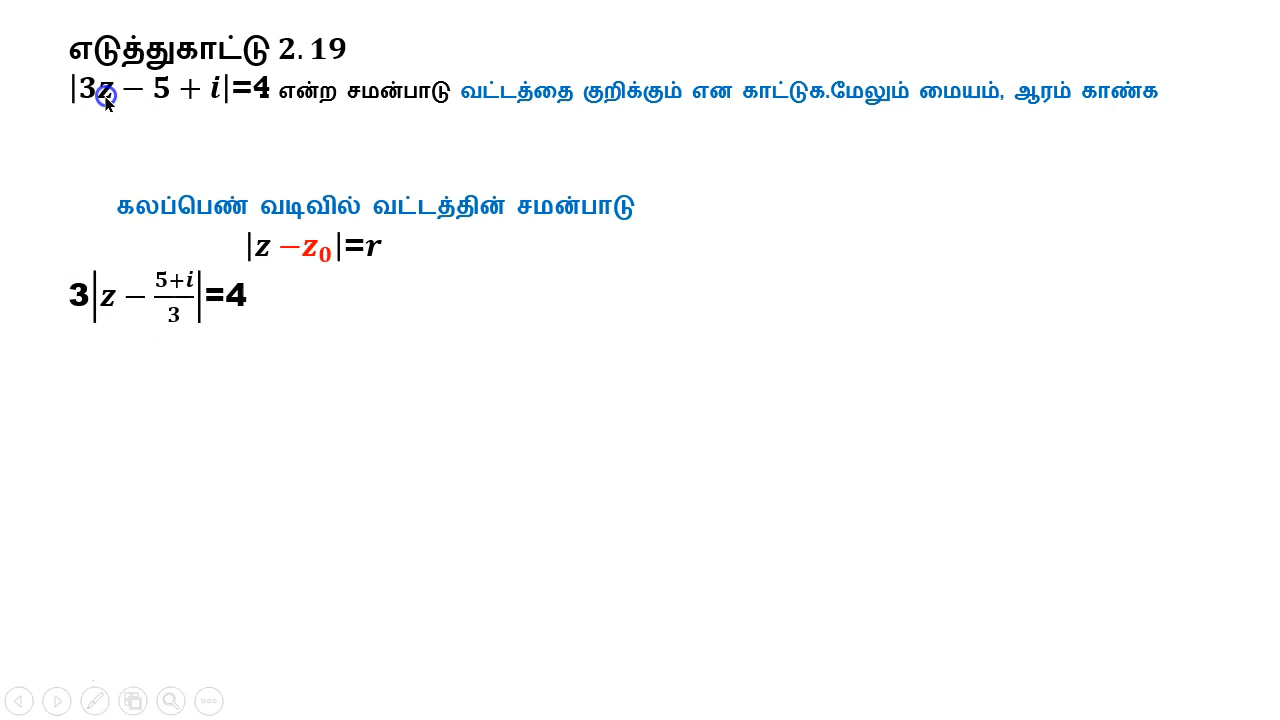 எடுத்துகாட்டு 2.19
|3z − 5 + i|=4 என்ற சமன்பாடு வட்டத்தை குறிக்கும் என காட்டுக.மேலும் மையம், ஆரம் காண்க
கலப்பெண் வடிவில் வட்டத்தின் சமன்பாடு
|z −z₀|=r
3|z − (5+i)/3|=4